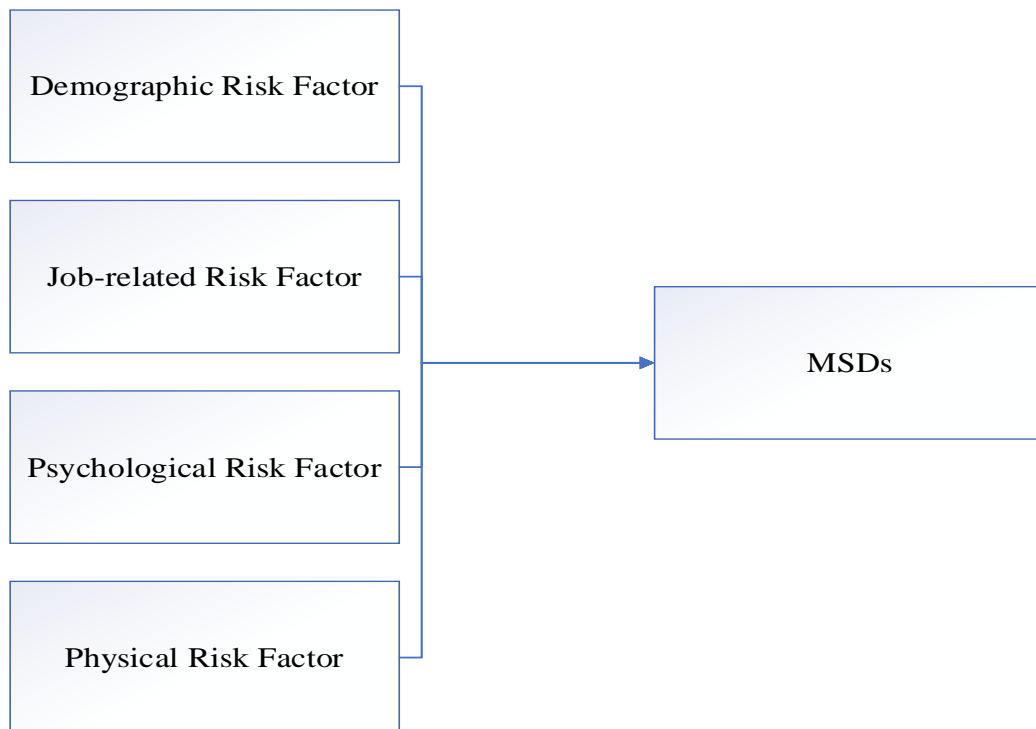 Demographic Risk Factor
Job-related Risk Factor
MSDs
Psychological Risk Factor
Physical Risk Factor